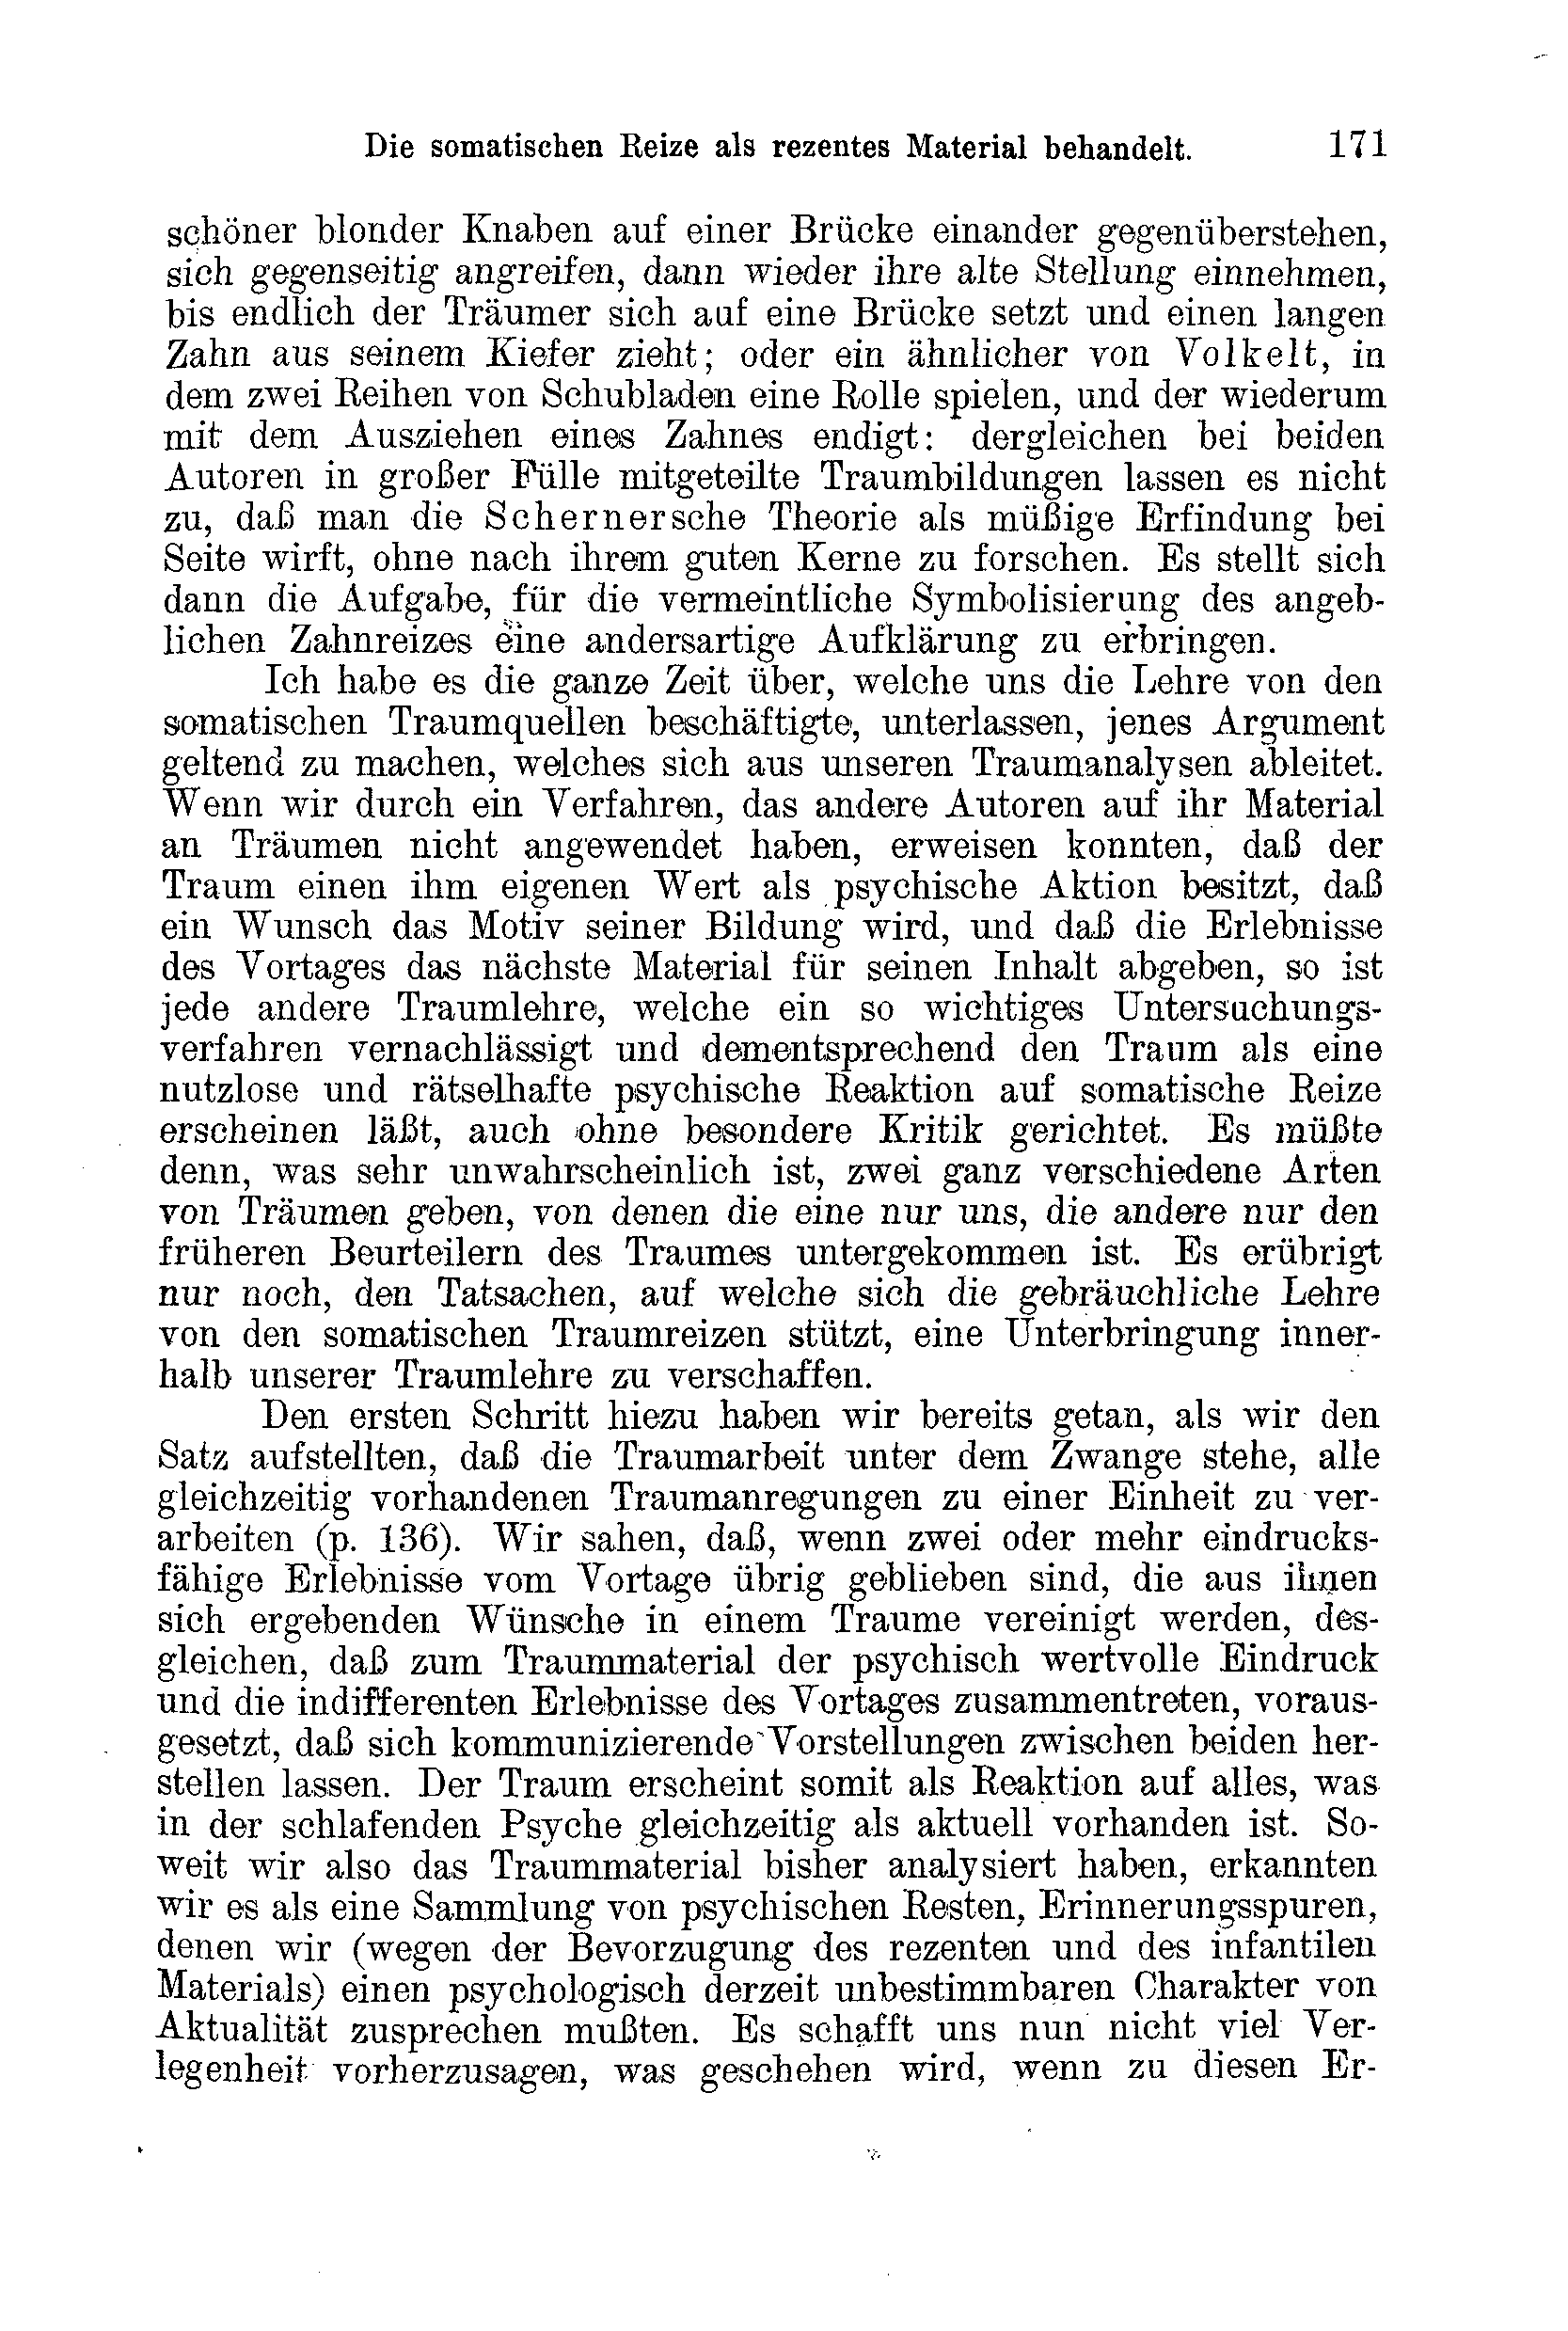 Die somatischen Reize als rezentes Material behandelt. 171
schöner blonder Knaben auf einer Brücke einander gegenüberstehen,
sich gegenseitig angreifen, dann wieder ihre alte Stellung einnehmen,
bis endlich der Träumer sich auf eine Brücke setzt und einen langen
Zahn aus seinem Kiefer zieht; oder ein ähnlicher von Volkelt, in
dem zwei Reihen von Schubladen eine Rolle spielen, und der wiederum
mit dem Ausziehen eines Zahnes endigt: dergleichen bei beiden
Autoren in großer Fülle mitgeteilte Traumbildungen lassen es nicht
zu, daß man die Schernersche Theorie als müßige Erfindung bei
Seite wirft, ohne nach ihrem guten Kerne zu forschen. Es stellt sich
dann die Aufgabe, für die vermeintliche Symbolisierung des angeb-
lichen Zahnreizes eine andersartige Aufklärung zu erbringen.
Ich habe es die ganze Zeit über, welche uns die Lehre von den
somatischen Traumquellen beschäftigte, unterlassen, jenes Argument
geltend zu machen, welches sich aus unseren Traumanalysen ableitet.
Wenn wir durch ein Verfahren, das andere Autoren auf ihr Material
an Träumen nicht angewendet haben, erweisen konnten, daß der
Traum einen ihm eigenen Wert als psychische Aktion besitzt, daß
ein Wunsch das Motiv seiner Bildung wird, und daß die Erlebnisse
des Vortages das nächste Material für seinen Inhalt abgeben, so ist
jede andere Traumlehre, welche ein so wichtiges Untersuchungs-
verfahren vernachlässigt und dementsprechend den Traum als eine
nutzlose und rätselhafte psychische Reaktion auf somatische Reize
erscheinen läßt, auch ohne besondere Kritik gerichtet. Es müßte
denn, was sehr unwahrscheinlich ist, zwei ganz verschiedene Arten
von Träumen geben, von denen die eine nur uns, die andere nur den
früheren Beurteilern des Traumes untergekommen ist. Es erübrigt
nur noch, den Tatsachen, auf welche sich die gebräuchliche Lehre
von den somatischen Traumreizen stützt, eine Unterbringung inner-
halb unserer Traumlehre zu verschaffen.
Den ersten Schritt hiezu haben wir bereits getan, als wir den
Satz aufstellten, daß die Traumarbeit unter dem Zwange stehe, alle
gleichzeitig vorhandenen Traumanregungen zu einer Einheit zu ver-
arbeiten (p. 136). Wir sahen, daß, wenn zwei oder mehr eindrucks-
fähige Erlebnisse vom Vortage übrig geblieben sind, die aus ihnen
sich ergebenden Wünsche in einem Traume vereinigt werden, des-
gleichen, daß zum Traummaterial der psychisch wertvolle Eindruck
und die indifferenten Erlebnisse des Vortages zusammentreten, voraus-
gesetzt, daß sich kommunizierende Vorstellungen zwischen beiden her-
stellen lassen. Der Traum erscheint somit als Reaktion auf alles, was
in der schlafenden Psyche gleichzeitig als aktuell vorhanden ist. So-
weit wir also das Traummaterial bisher analysiert haben, erkannten
wir es als eine Sammlung von psychischen Resten, Erinnerungsspuren,
denen wir (wegen der Bevorzugung des rezenten und des infantilen
Materials) einen psychologisch derzeit unbestimmbaren Charakter von
Aktualität zusprechen mußten. Es schafft uns nun nicht viel Ver-
legenheit vorherzusagen, was geschehen wird, wenn zu diesen Er-